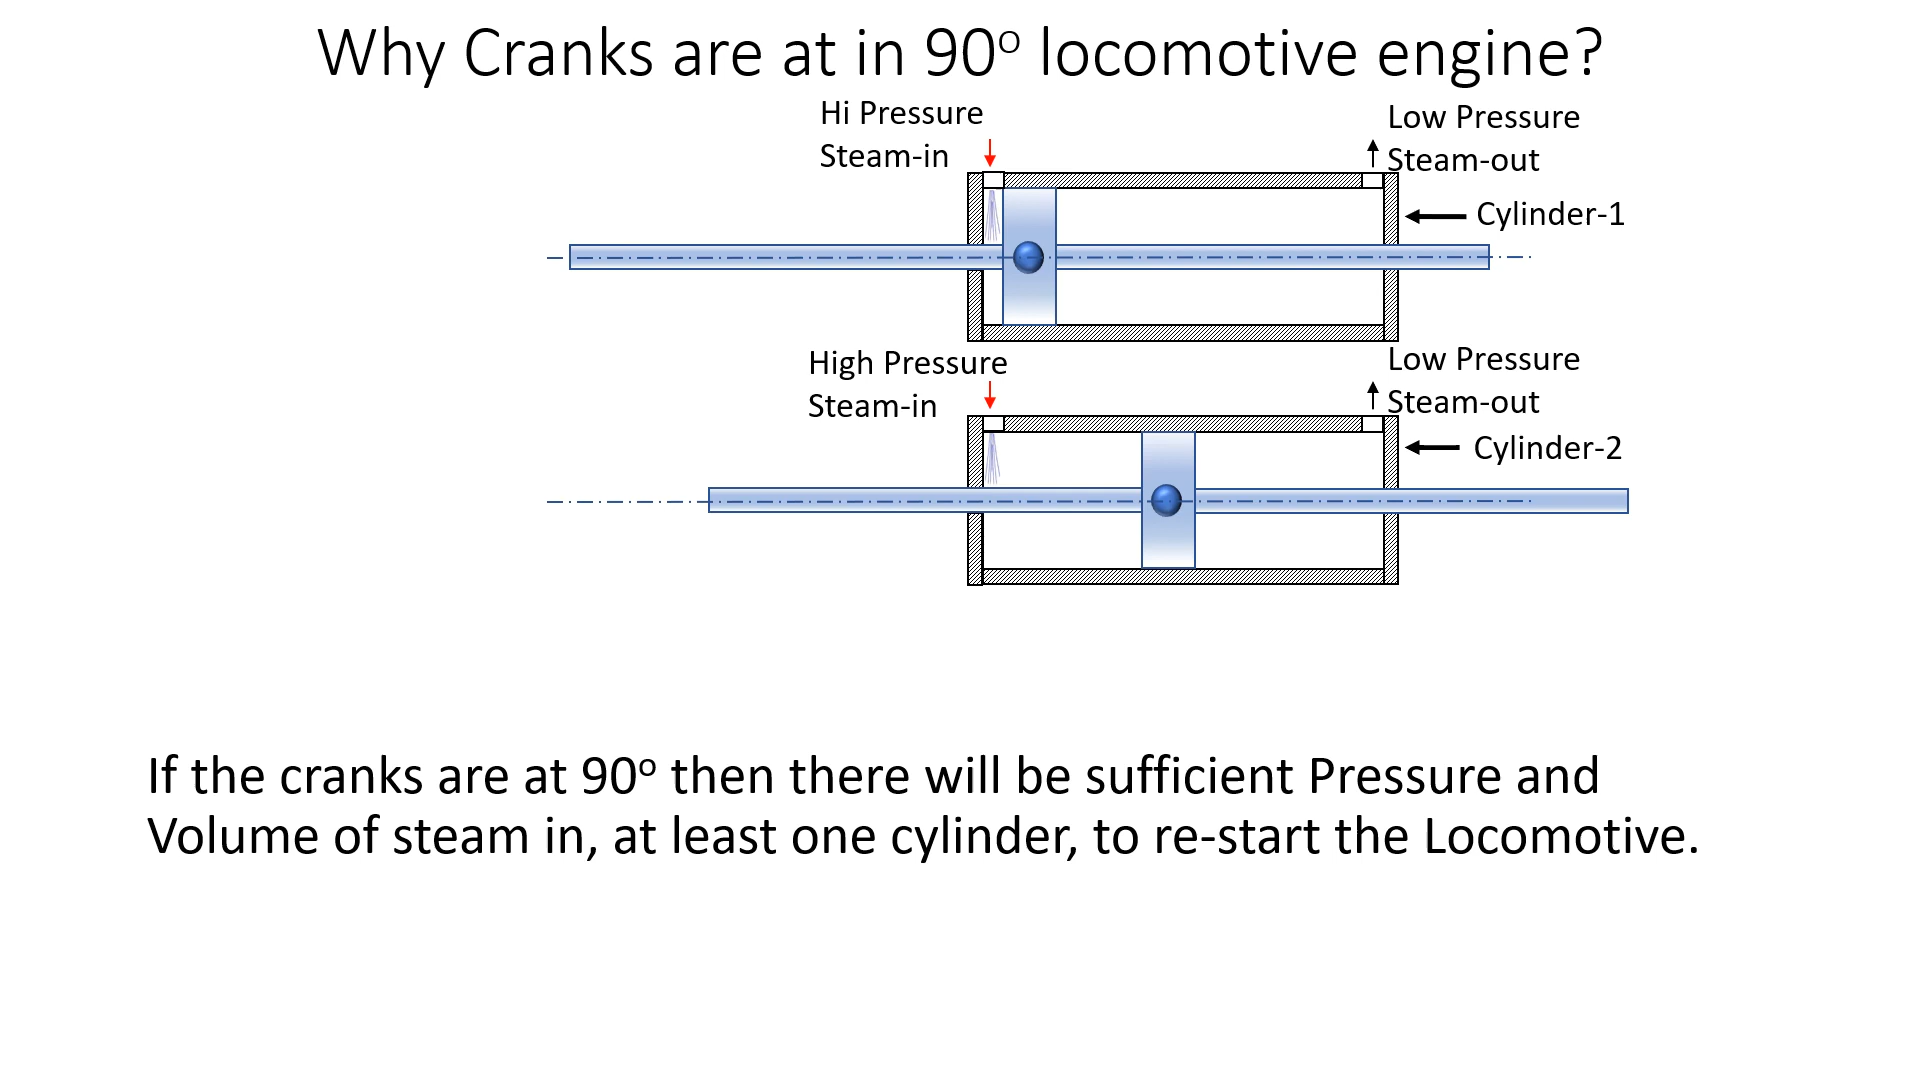 Why Cranks are at in 90ᴼ locomotive engine?
Hi Pressure
Steam-in
Low Pressure
Steam-out
Cylinder-1
High Pressure
Steam-in
Low Pressure
Steam-out
Cylinder-2
If the cranks are at 90ᵒ then there will be sufficient Pressure and
Volume of steam in, at least one cylinder, to re-start the Locomotive.